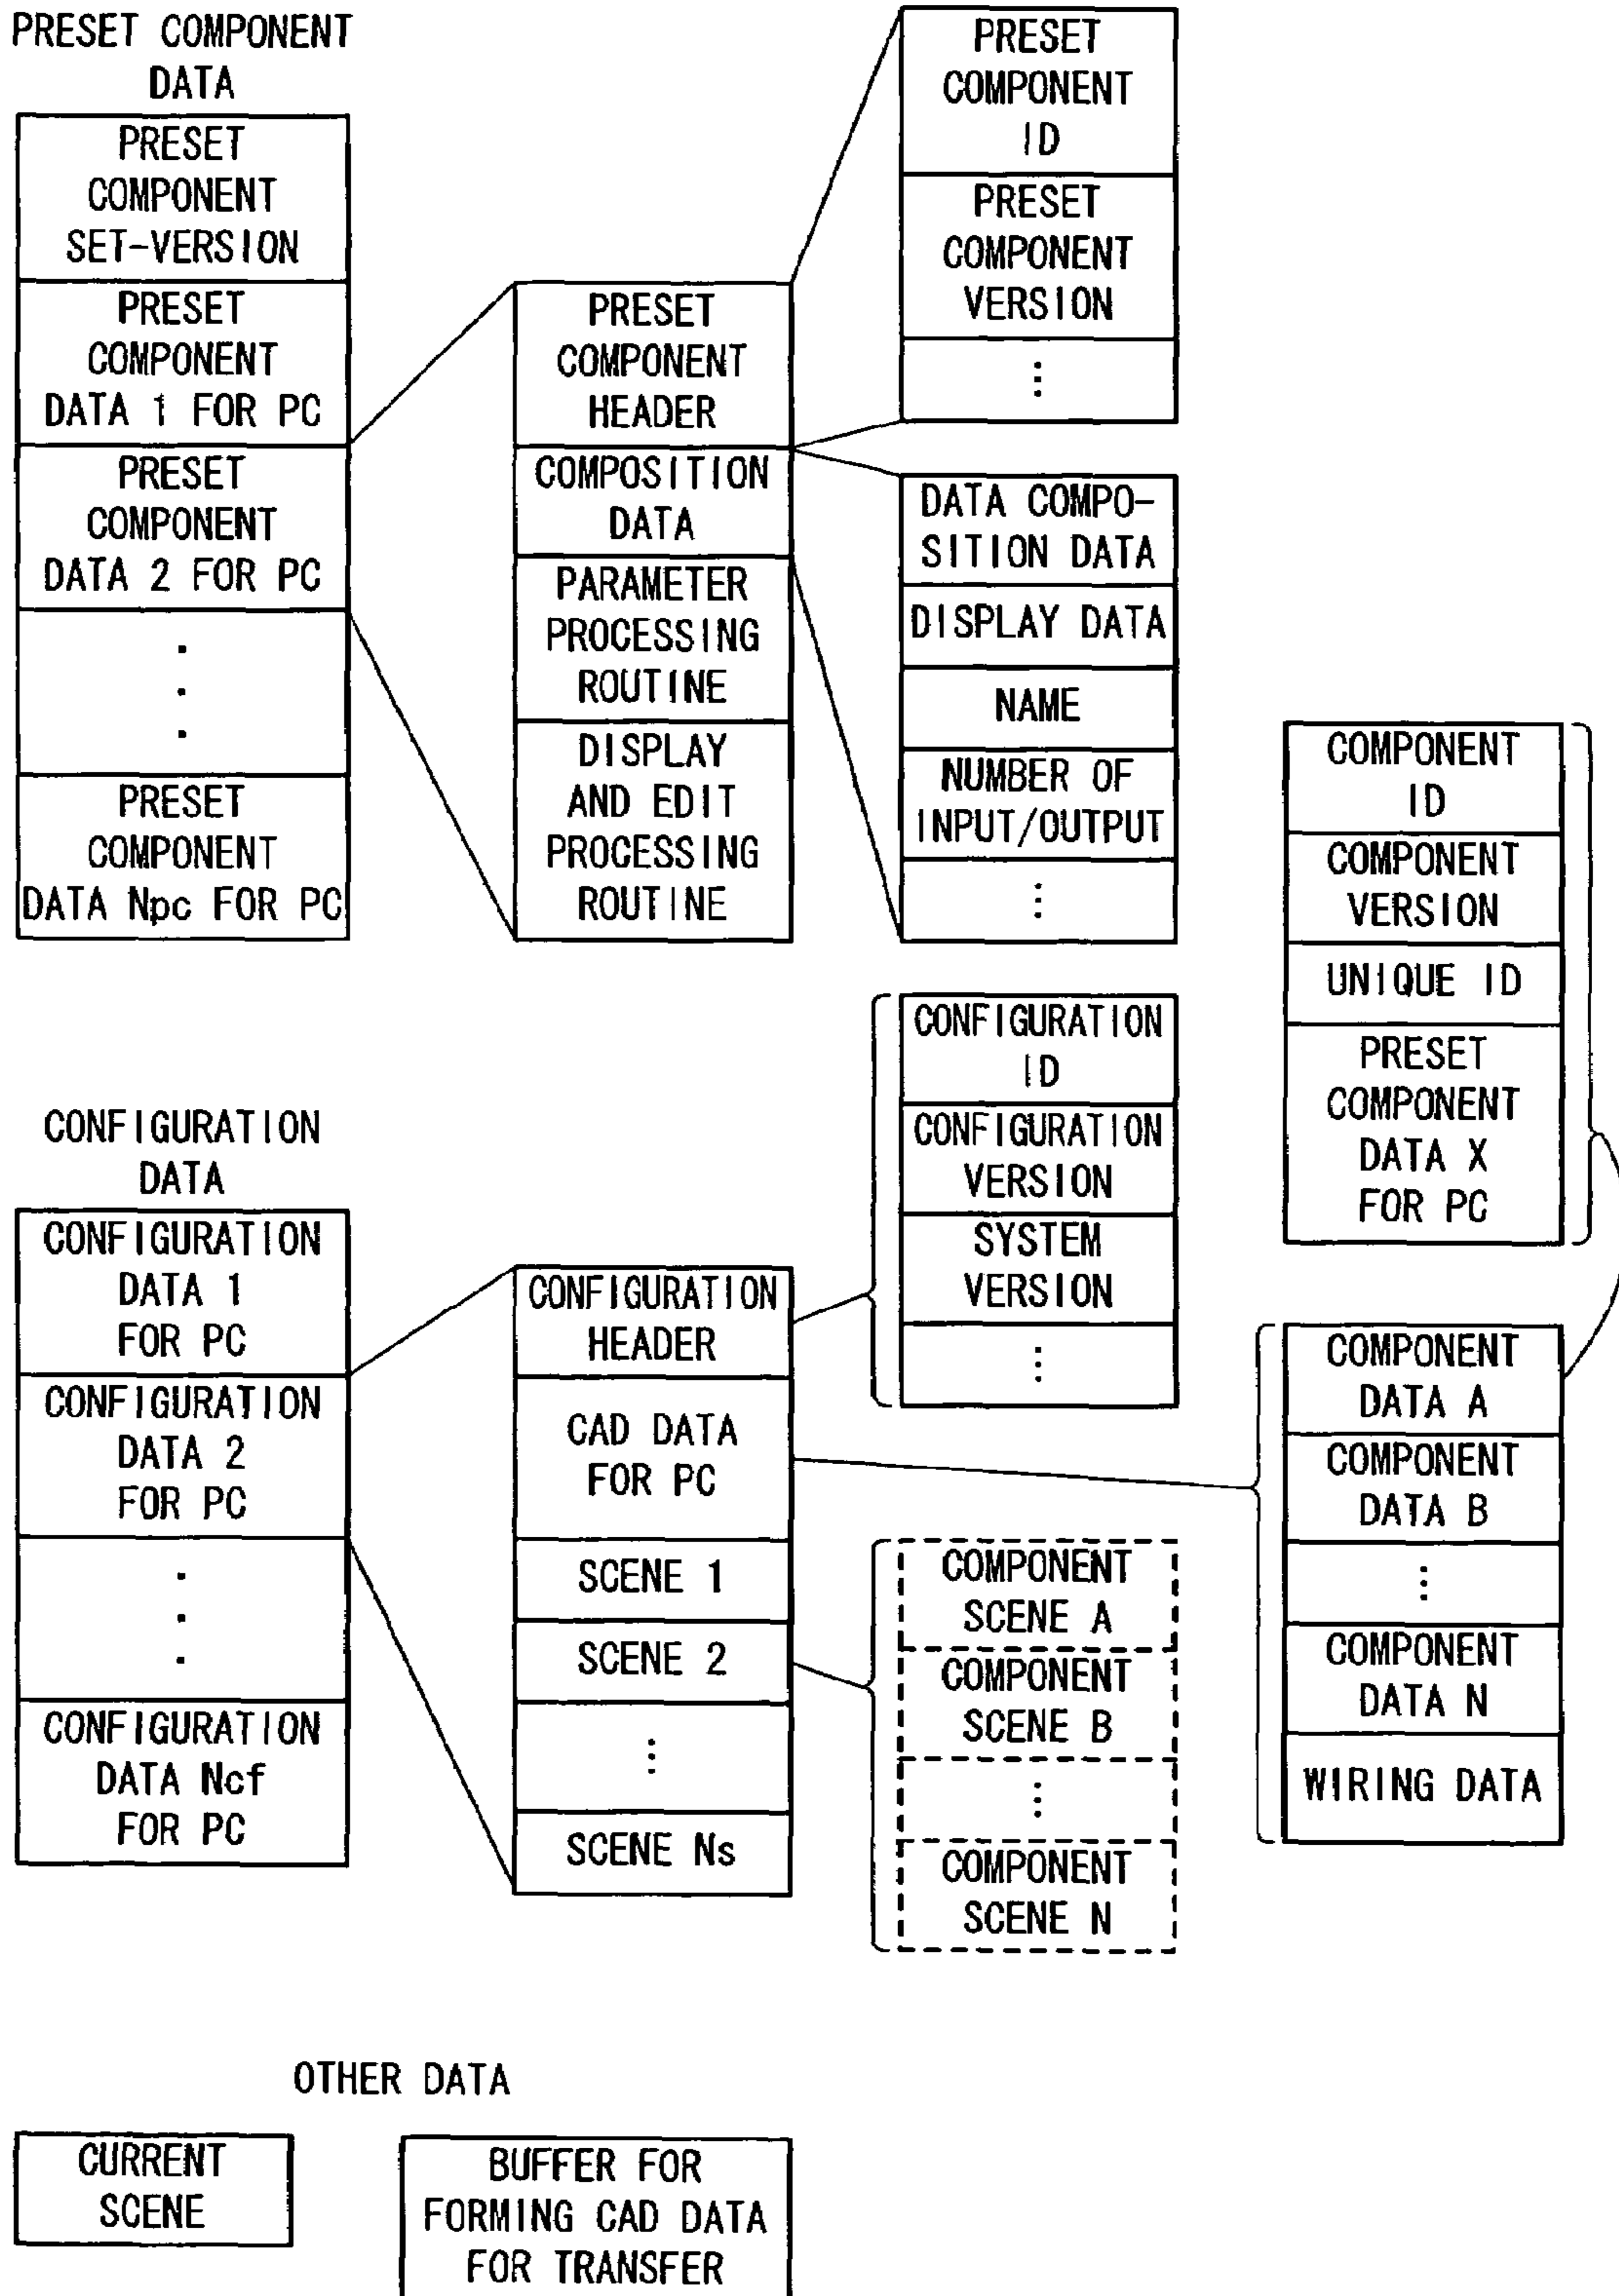 PRESET COMPONENT
DATA
PRESET
COMPONENT
SET-VERSION
PRESET
COMPONENT
DATA 1 FOR PC
PRESET
COMPONENT
DATA 2 FOR PC
PRESET
COMPONENT
DATA Npc FOR PC
PRESET
COMPONENT
HEADER
COMPOSITION
DATA
PARAMETER
PROCESSING
ROUTINE
DISPLAY
AND EDIT
PROCESSING
ROUTINE
PRESET
COMPONENT
ID
PRESET
COMPONENT
VERSION
DATA COMPO-
SITION DATA
DISPLAY DATA
NAME
NUMBER OF
INPUT/OUTPUT
COMPONENT
ID
COMPONENT
VERSION
UNIQUE ID
PRESET
COMPONENT
DATA X
FOR PC
CONFIGURATION
DATA
CONFIGURATION
DATA 1
FOR PC
CONFIGURATION
DATA 2
FOR PC
CONFIGURATION
DATA Ncf
FOR PC
CONFIGURATION
HEADER
CAD DATA
FOR PC
SCENE 1
SCENE 2
SCENE Ns
CONFIGURATION
ID
CONFIGURATION
VERSION
SYSTEM
VERSION
COMPONENT
SCENE A
COMPONENT
SCENE B
COMPONENT
SCENE N
COMPONENT
DATA A
COMPONENT
DATA B
COMPONENT
DATA N
WIRING DATA
OTHER DATA
CURRENT
SCENE
BUFFER FOR
FORMING CAD DATA
FOR TRANSFER